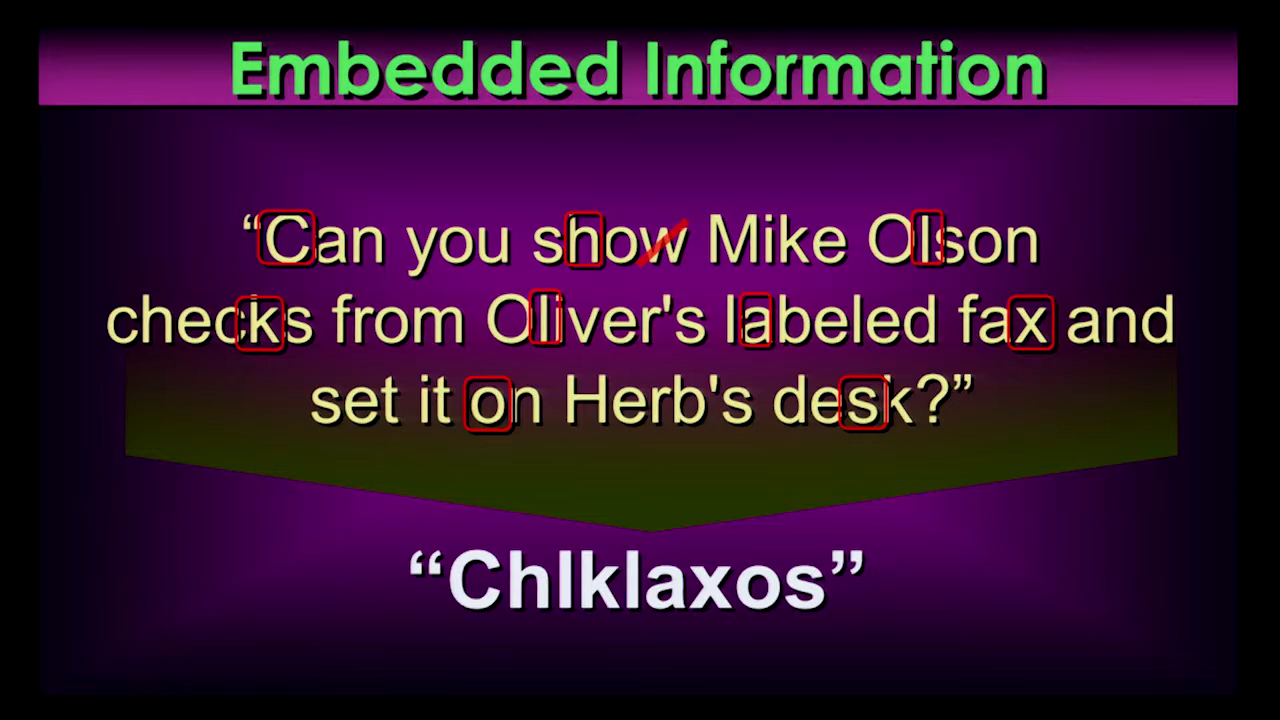 Embedded Information
“Can you show Mike Olson
checks from Oliver's labeled fax and
set it on Herb's desk?”
“Chlklaxos”